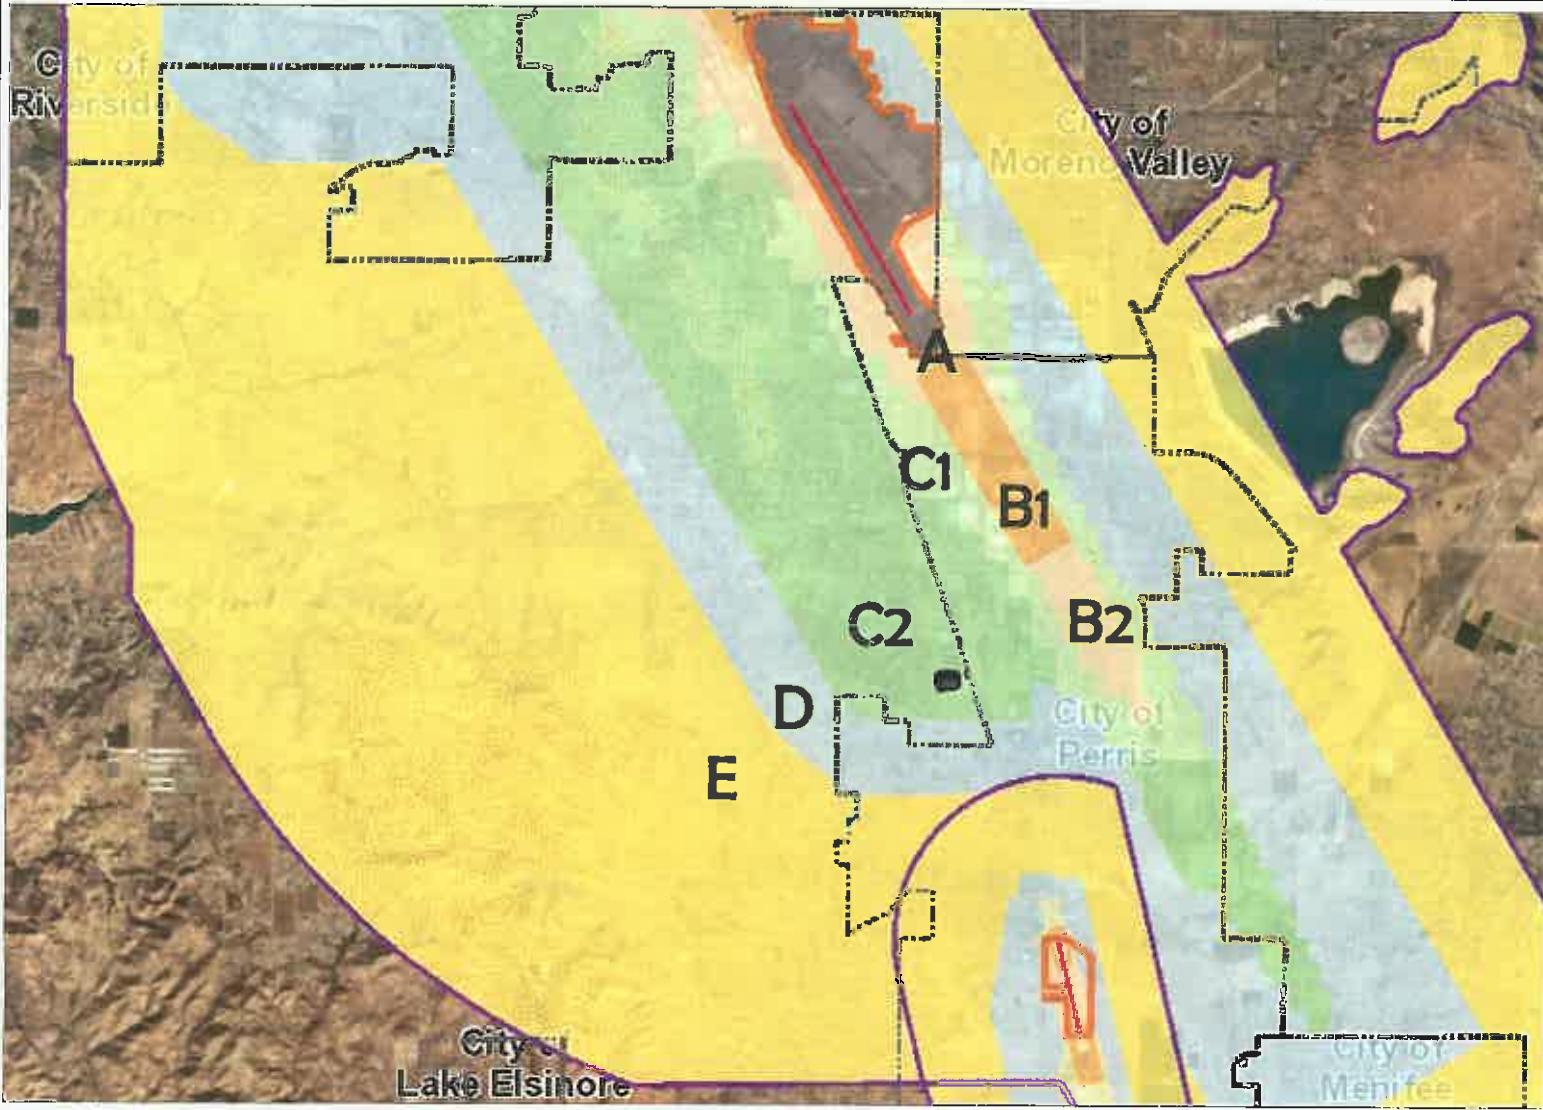 City of
Riverside
City of
Moreno Valley
A
C1
B1
C2
B2
D
City of
Perris
E
City of
Lake Elsinore
City of
Menifee